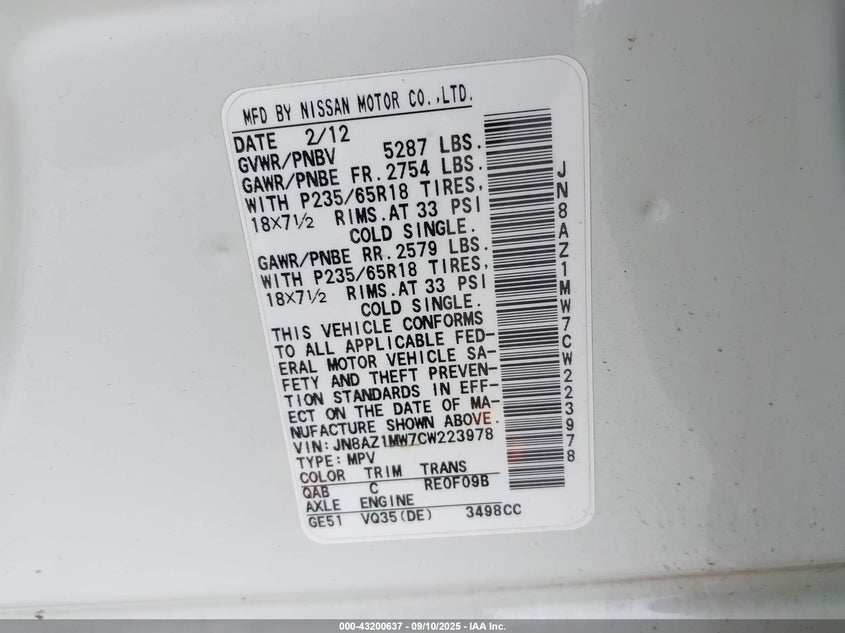 MFD BY NISSAN MOTOR CO.,LTD.
DATE 2/12
GVWR/PNBV 5287 LBS.
GAWR/PNBE FR. 2754 LBS.
WITH P235/65R18 TIRES,
18X7½ RIMS.AT 33 PSI
COLD SINGLE.
GAWR/PNBE RR. 2579 LBS.
WITH P235/65R18 TIRES,
18X7½ RIMS.AT 33 PSI
COLD SINGLE.
THIS VEHICLE CONFORMS
TO ALL APPLICABLE FED-
ERAL MOTOR VEHICLE SA-
FETY AND THEFT PREVEN-
TION STANDARDS IN EFF-
ECT ON THE DATE OF MA-
NUFACTURE SHOWN ABOVE.
VIN: JN8AZ1MW7CW223978
TYPE: MPV
COLOR TRIM TRANS
QAB C RE0F09B
AXLE ENGINE
GE51 VQ35(DE) 3498CC
JN8AZ1MW7CW223978
000-43200637 - 09/10/2025 - IAA Inc.